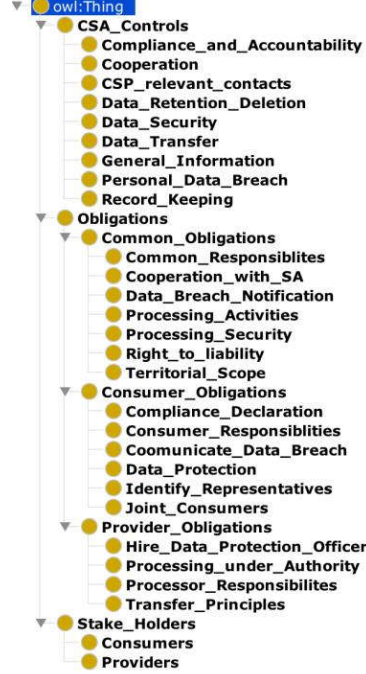 owl:Thing
CSA_Controls
Compliance_and_Accountability
Cooperation
CSP_relevant_contacts
Data_Retention_Deletion
Data_Security
Data_Transfer
General_Information
Personal_Data_Breach
Record_Keeping
Obligations
Common_Obligations
Common_Responsiblites
Cooperation_with_SA
Data_Breach_Notification
Processing_Activities
Processing_Security
Right_to_liability
Territorial_Scope
Consumer_Obligations
Compliance_Declaration
Consumer_Responsiblities
Coomunicate_Data_Breach
Data_Protection
Identify_Representatives
Joint_Consumers
Provider_Obligations
Hire_Data_Protection_Officer
Processing_under_Authority
Processor_Responsibilites
Transfer_Principles
Stake_Holders
Consumers
Providers